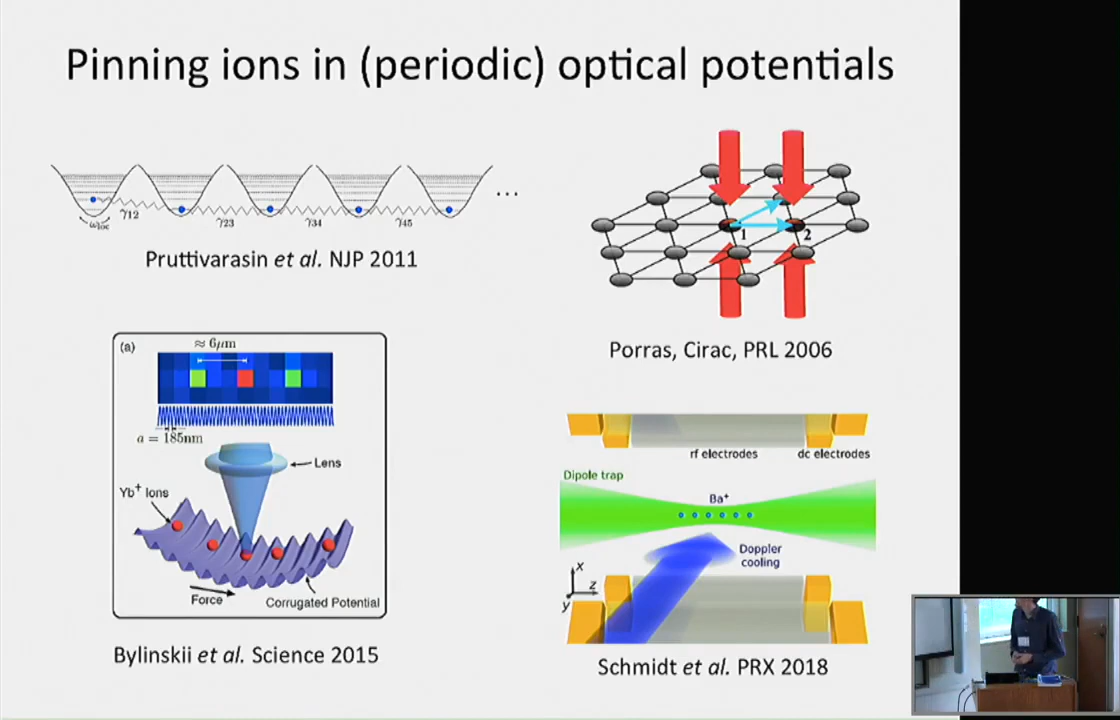 Pinning ions in (periodic) optical potentials
ω_loc
γ12
γ23
γ34
γ45
...
Pruttivarasin et al. NJP 2011
1
2
Porras, Cirac, PRL 2006
(a)
≈ 6μm
a = 185nm
Lens
Yb+ Ions
Force
Corrugated Potential
Bylinskii et al. Science 2015
rf electrodes
dc electrodes
Dipole trap
Ba+
Doppler
cooling
x
z
y
Schmidt et al. PRX 2018